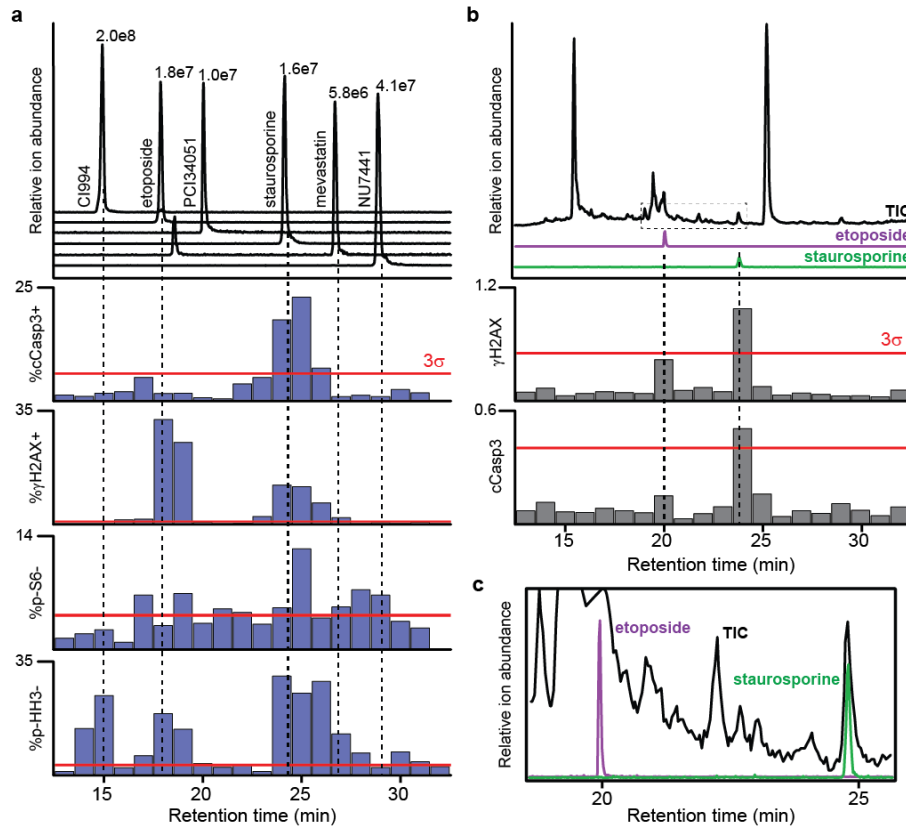 a
Relative ion abundance
2.0e8
1.8e7
1.0e7
1.6e7
5.8e6
4.1e7
CI994
etoposide
PCI34051
staurosporine
mevastatin
NU7441
25
%cCasp3+
3σ
35
%γH2AX+
14
%p-S6-
35
%p-HH3-
15 20 25 30
Retention time (min)
b
Relative ion abundance
TIC
etoposide
staurosporine
1.2
γH2AX
3σ
0.6
cCasp3
15 20 25 30
Retention time (min)
c
Relative ion abundance
etoposide
TIC
staurosporine
20 25
Retention time (min)